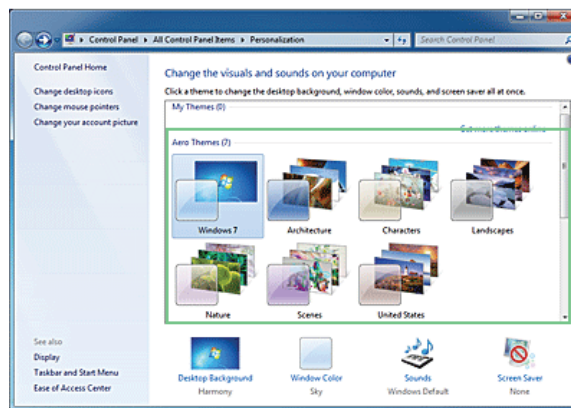 Control Panel ▸ All Control Panel Items ▸ Personalization
Search Control Panel
Control Panel Home
Change desktop icons
Change mouse pointers
Change your account picture
See also
Display
Taskbar and Start Menu
Ease of Access Center
Change the visuals and sounds on your computer
Click a theme to change the desktop background, window color, sounds, and screen saver all at once.
My Themes (0)
Get more themes online
Aero Themes (7)
Windows 7
Architecture
Characters
Landscapes
Nature
Scenes
United States
Desktop Background
Harmony
Window Color
Sky
Sounds
Windows Default
Screen Saver
None